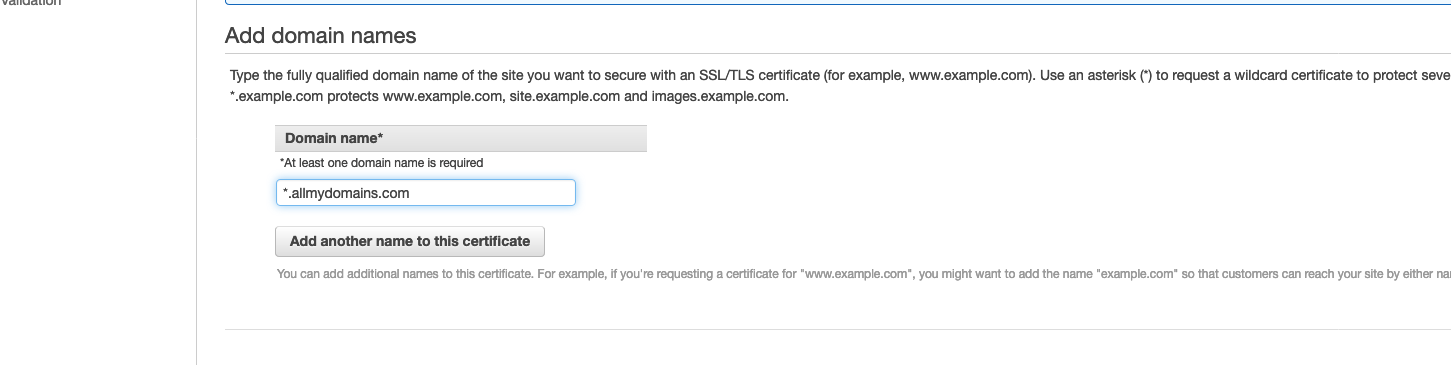 Validation
Add domain names
Type the fully qualified domain name of the site you want to secure with an SSL/TLS certificate (for example, www.example.com). Use an asterisk (*) to request a wildcard certificate to protect
*.example.com protects www.example.com, site.example.com and images.example.com.
Domain name*
*At least one domain name is required
*.allmydomains.com
Add another name to this certificate
You can add additional names to this certificate. For example, if you're requesting a certificate for "www.example.com", you might want to add the name "example.com" so that customers can reach your site by either